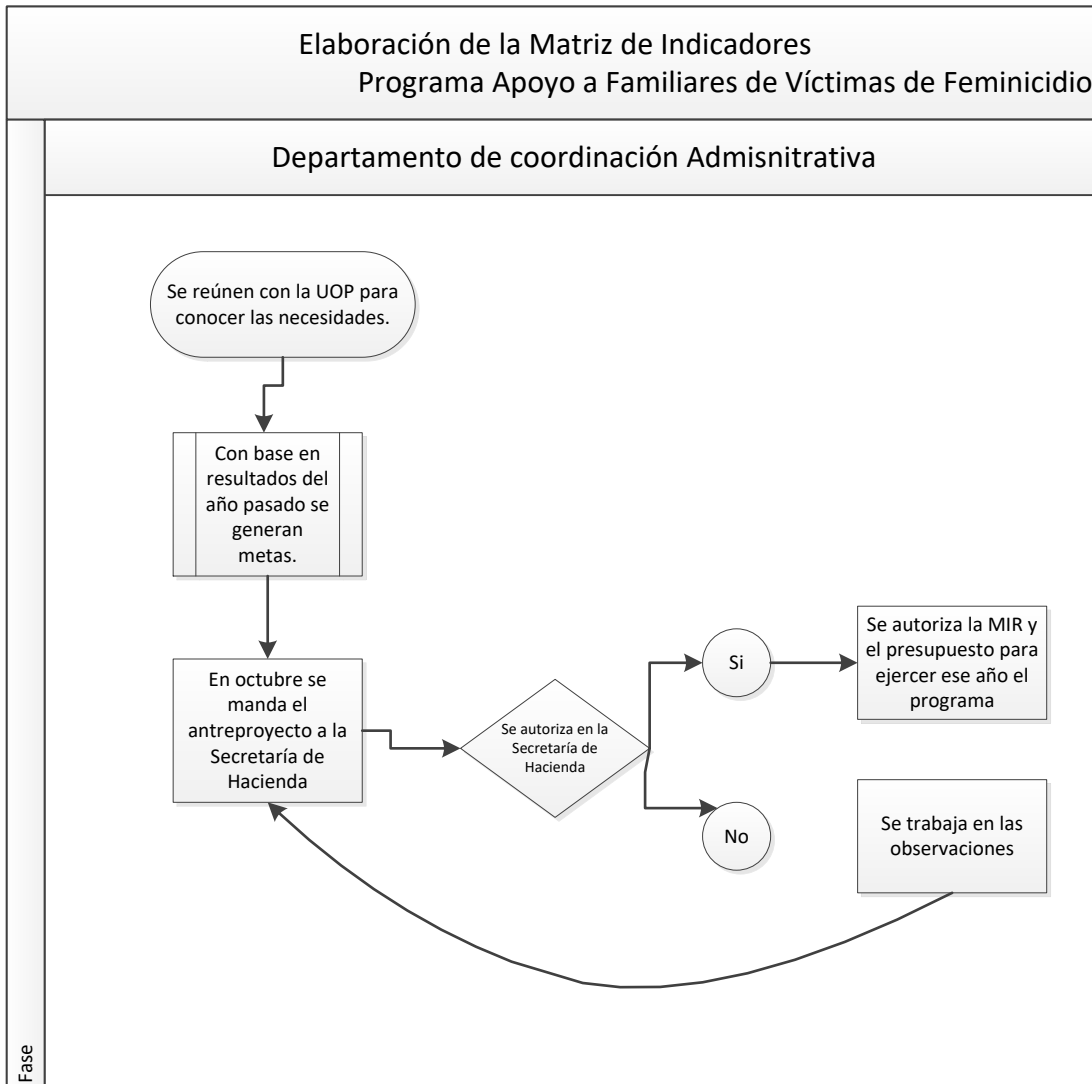 Elaboración de la Matriz de Indicadores
Programa Apoyo a Familiares de Víctimas de Feminicidio
Departamento de coordinación Admisnitrativa
Se reúnen con la UOP para
conocer las necesidades.
Con base en
resultados del
año pasado se
generan
metas.
En octubre se
manda el
antreproyecto a la
Secretaría de
Hacienda
Se autoriza en la
Secretaría de
Hacienda
Si
Se autoriza la MIR y
el presupuesto para
ejercer ese año el
programa
No
Se trabaja en las
observaciones
Fase